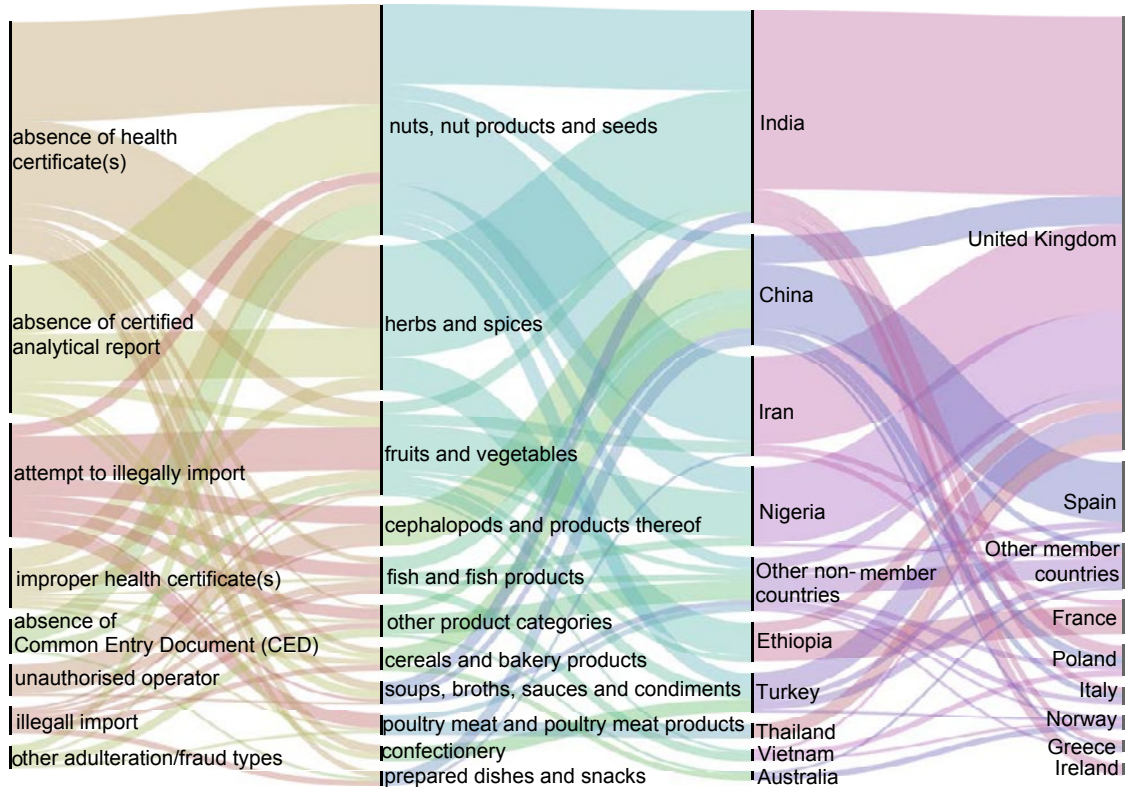 absence of health
certificate(s)
absence of certified
analytical report
attempt to illegally import
improper health certificate(s)
absence of
Common Entry Document (CED)
unauthorised operator
illegall import
other adulteration/fraud types
nuts, nut products and seeds
herbs and spices
fruits and vegetables
cephalopods and products thereof
fish and fish products
other product categories
cereals and bakery products
soups, broths, sauces and condiments
poultry meat and poultry meat products
confectionery
prepared dishes and snacks
India
China
Iran
Nigeria
Other non-member
countries
Ethiopia
Turkey
Thailand
Vietnam
Australia
United Kingdom
Spain
Other member
countries
France
Poland
Italy
Norway
Greece
Ireland